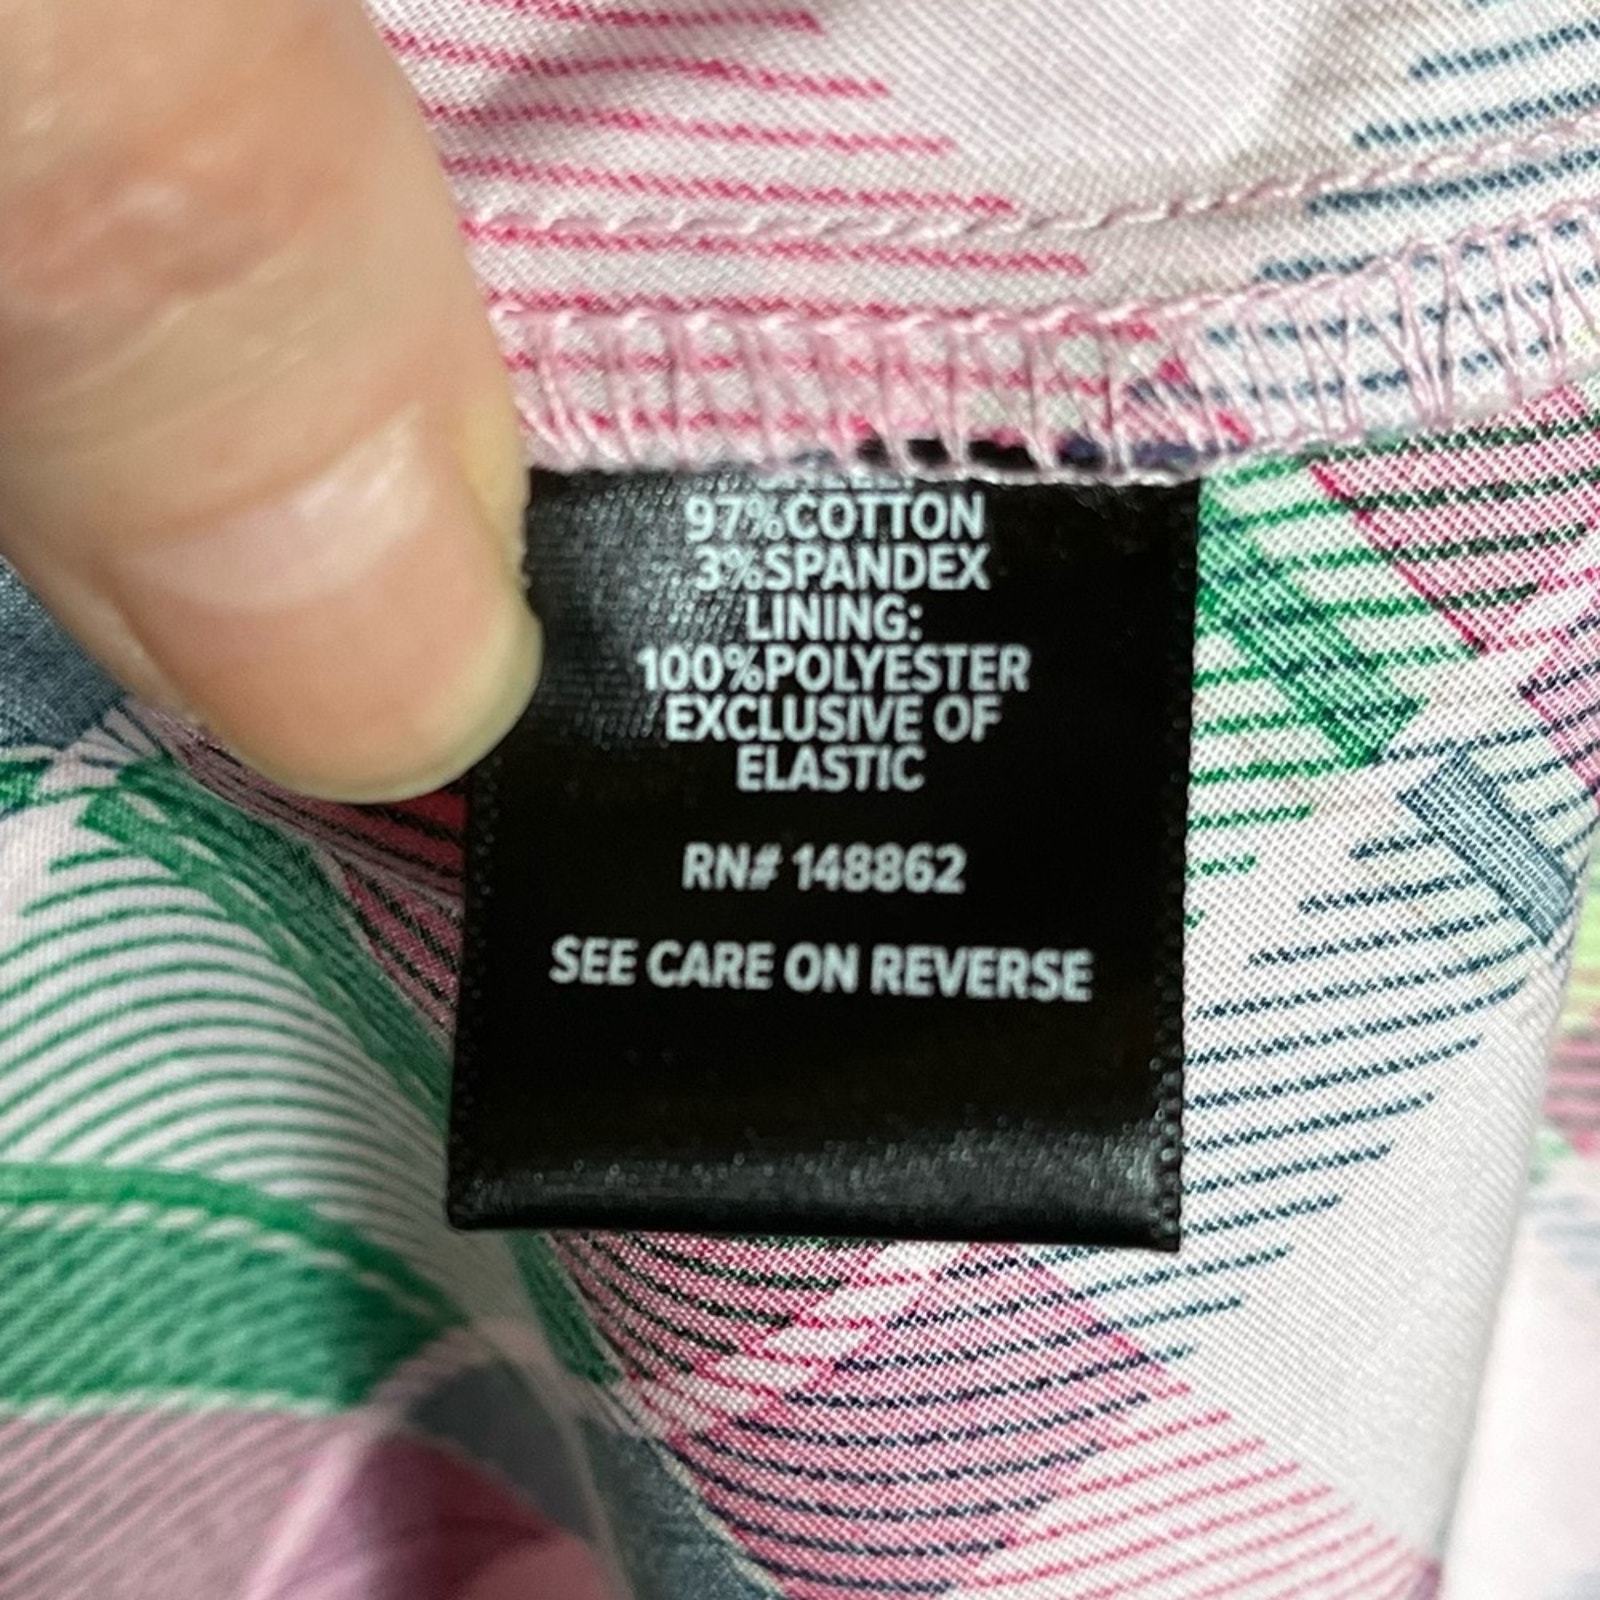 97%COTTON
3%SPANDEX
LINING:
100%POLYESTER
EXCLUSIVE OF
ELASTIC
RN# 148862
SEE CARE ON REVERSE